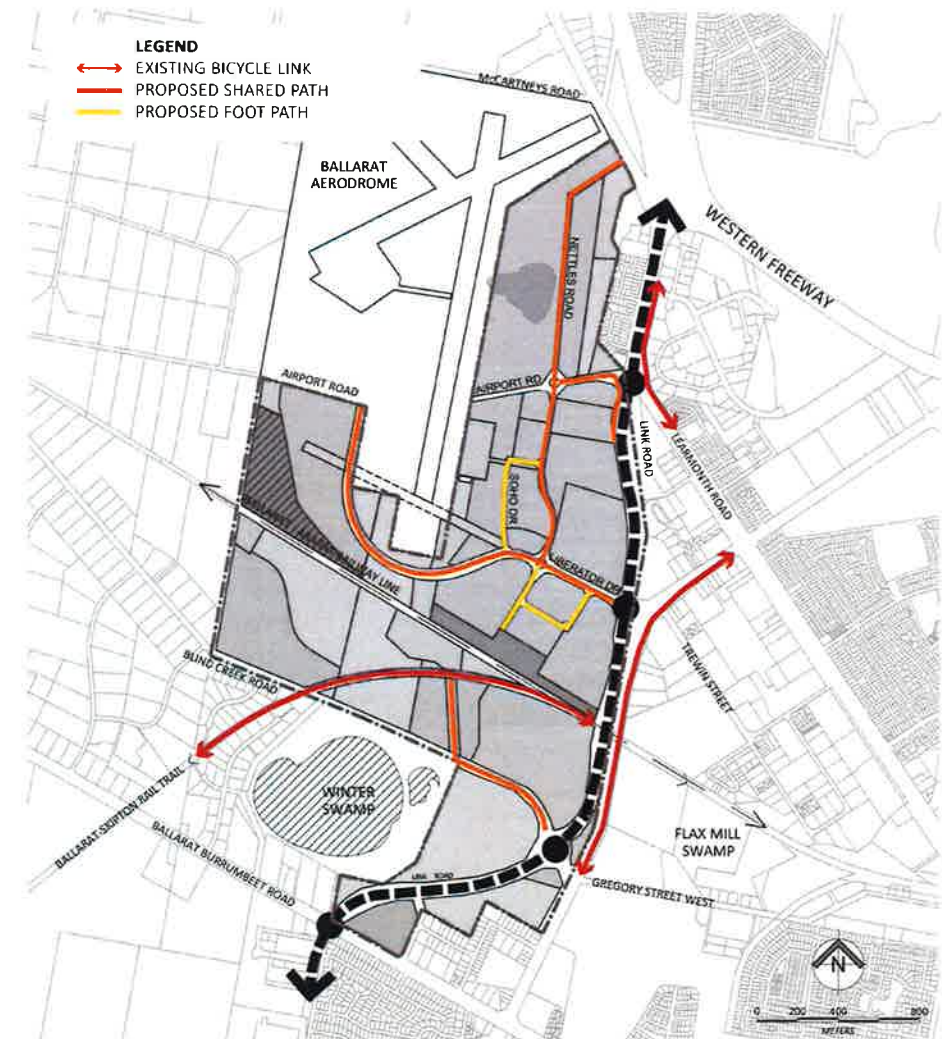 LEGEND
EXISTING BICYCLE LINK
PROPOSED SHARED PATH
PROPOSED FOOT PATH
McCARTNEYS ROAD
BALLARAT
AERODROME
WESTERN FREEWAY
NETTLES ROAD
AIRPORT ROAD
AIRPORT RD
LINK ROAD
LEARMONTH ROAD
SOHO DR
LIBERATOR DR
RAILWAY LINE
BLIND CREEK ROAD
TREWIN STREET
WINTER
SWAMP
BALLARAT-SKIPTON RAIL TRAIL
FLAX MILL
SWAMP
BALLARAT BURRUMBEET ROAD
LINK ROAD
GREGORY STREET WEST
N
0 200 400 800
METERS